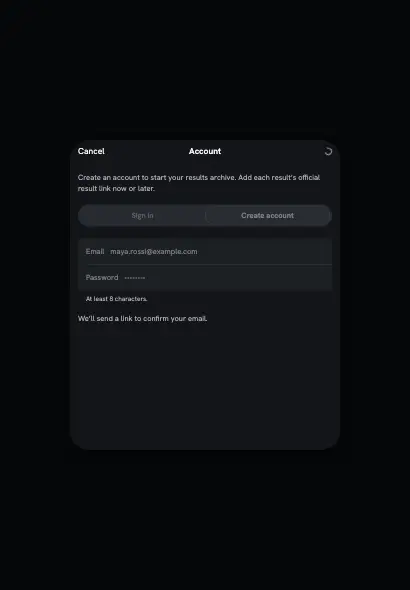 Cancel Account
Create an account to start your results archive. Add each result's official
result link now or later.
Sign in Create account
Email maya.rossi@example.com
Password ••••••••
At least 8 characters.
We'll send a link to confirm your email.